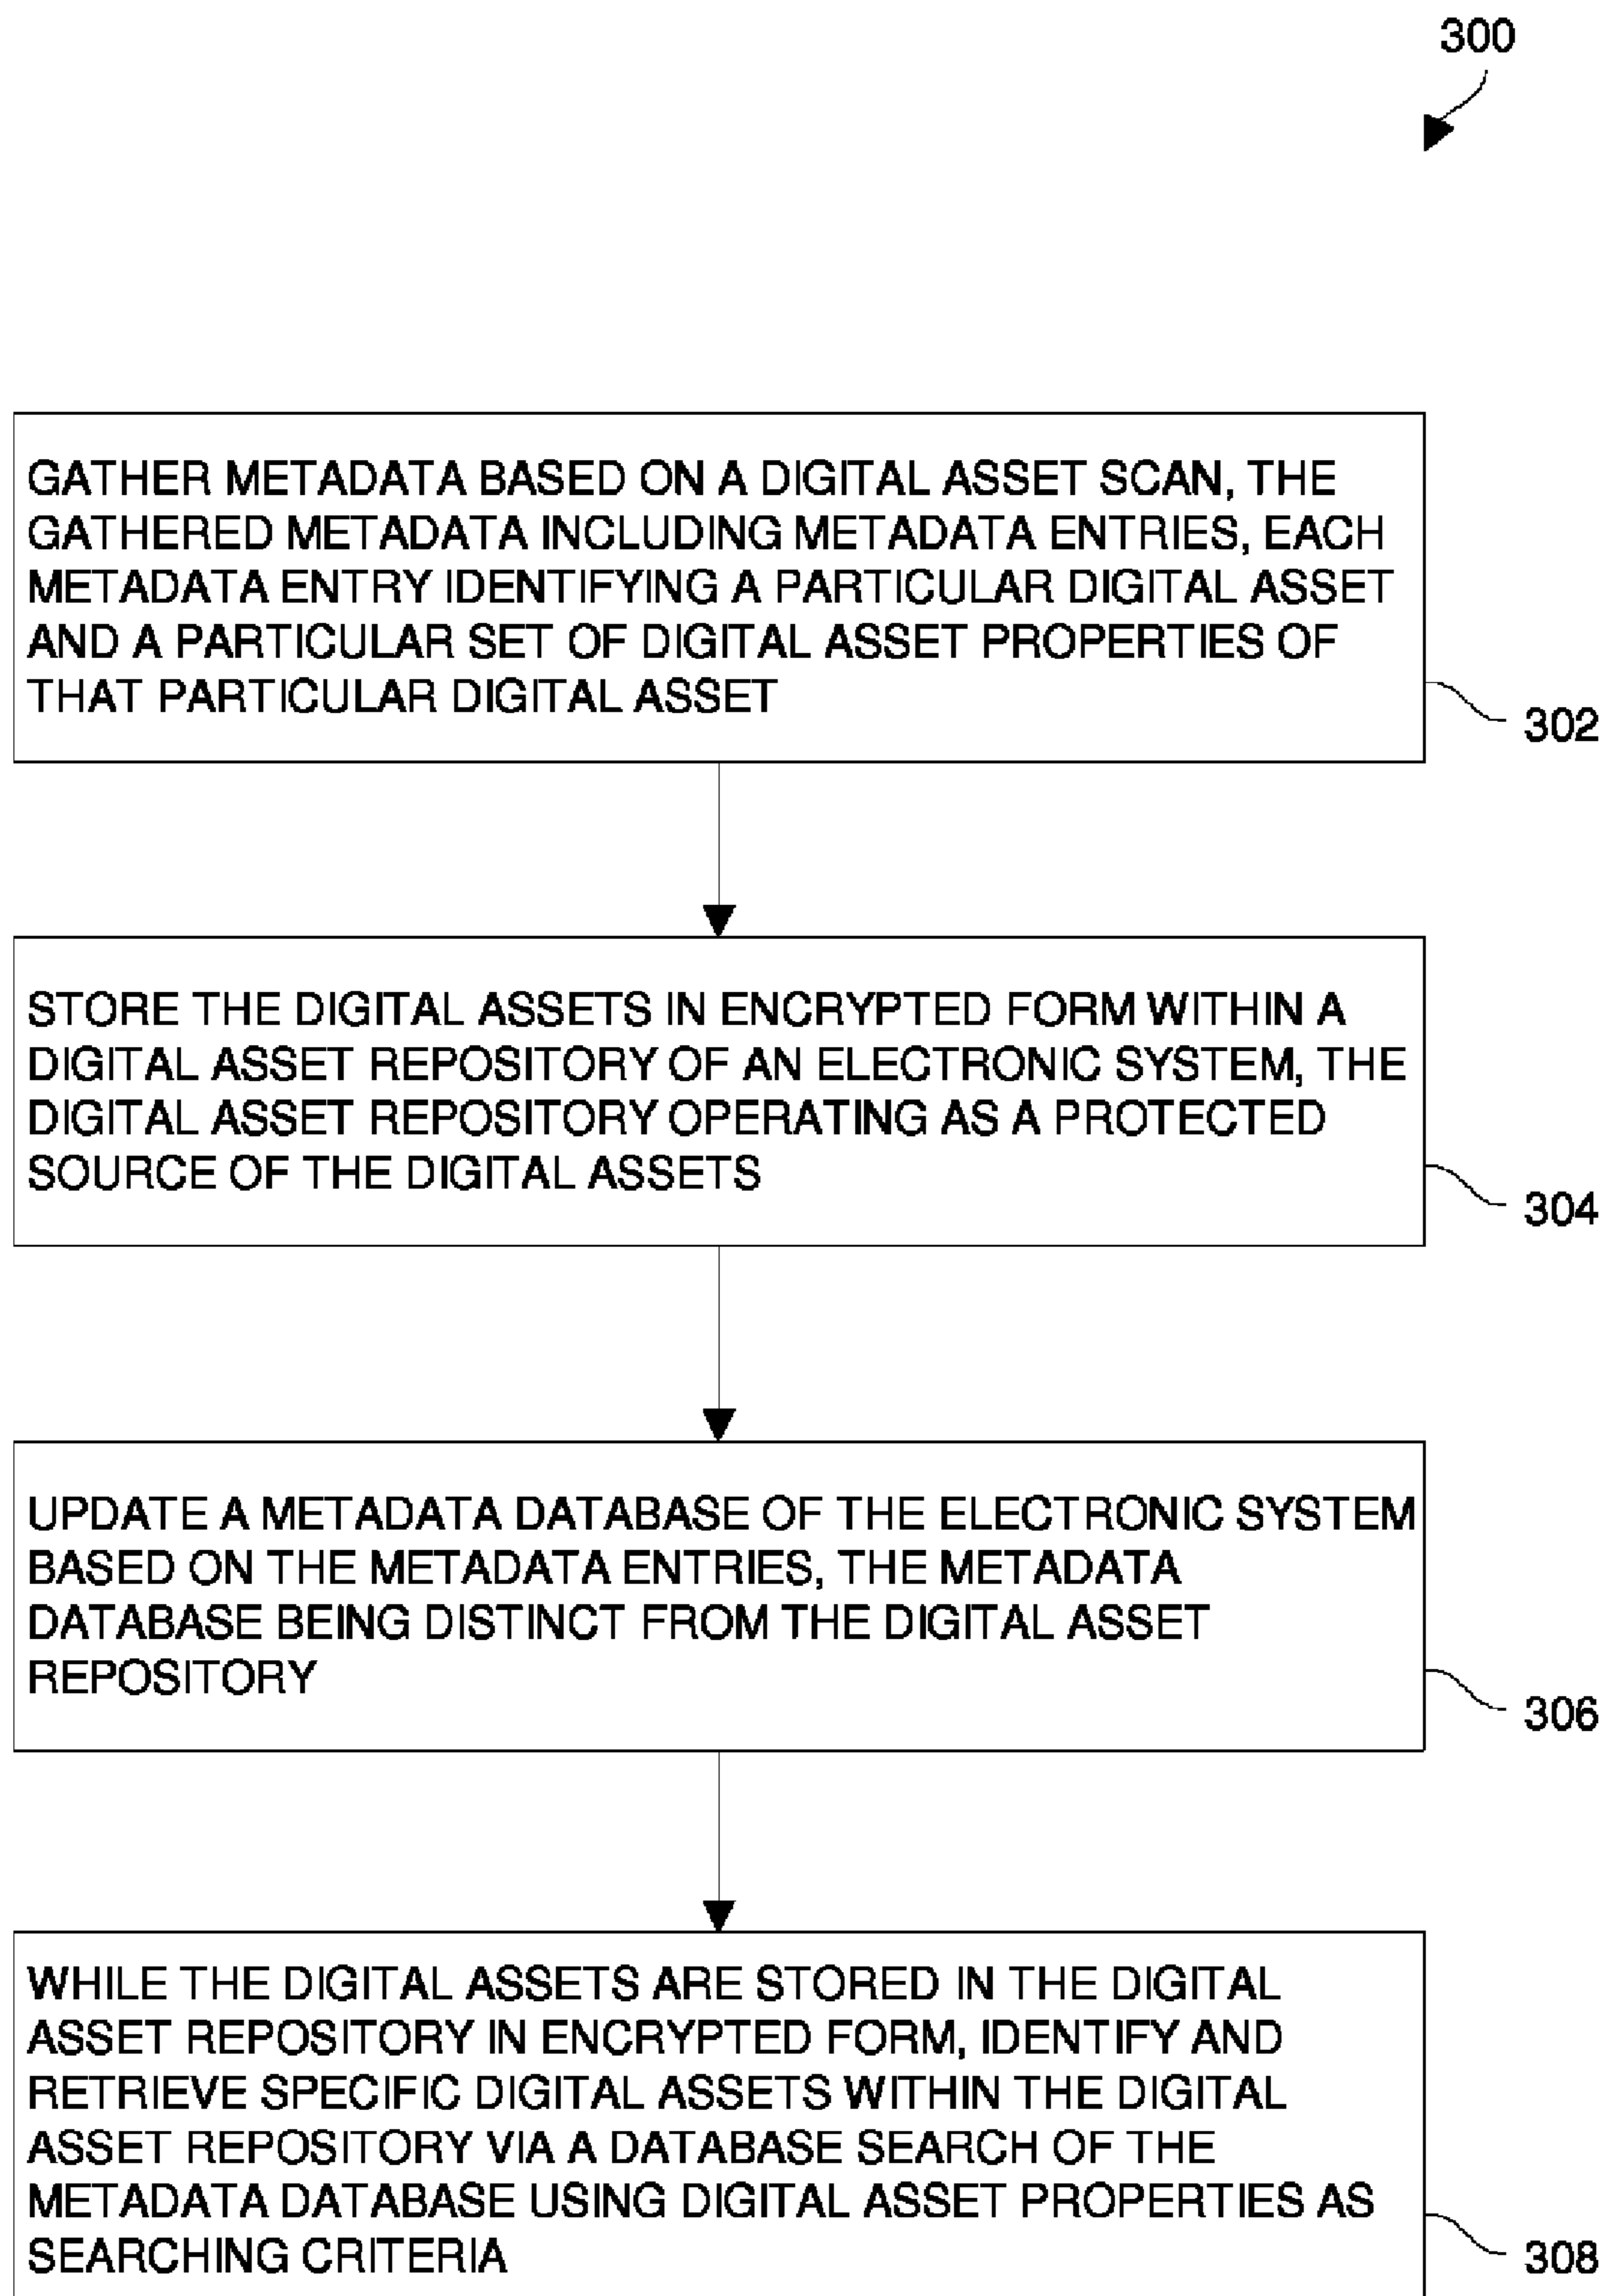 300
GATHER METADATA BASED ON A DIGITAL ASSET SCAN, THE
GATHERED METADATA INCLUDING METADATA ENTRIES, EACH
METADATA ENTRY IDENTIFYING A PARTICULAR DIGITAL ASSET
AND A PARTICULAR SET OF DIGITAL ASSET PROPERTIES OF
THAT PARTICULAR DIGITAL ASSET
302
STORE THE DIGITAL ASSETS IN ENCRYPTED FORM WITHIN A
DIGITAL ASSET REPOSITORY OF AN ELECTRONIC SYSTEM, THE
DIGITAL ASSET REPOSITORY OPERATING AS A PROTECTED
SOURCE OF THE DIGITAL ASSETS
304
UPDATE A METADATA DATABASE OF THE ELECTRONIC SYSTEM
BASED ON THE METADATA ENTRIES, THE METADATA
DATABASE BEING DISTINCT FROM THE DIGITAL ASSET
REPOSITORY
306
WHILE THE DIGITAL ASSETS ARE STORED IN THE DIGITAL
ASSET REPOSITORY IN ENCRYPTED FORM, IDENTIFY AND
RETRIEVE SPECIFIC DIGITAL ASSETS WITHIN THE DIGITAL
ASSET REPOSITORY VIA A DATABASE SEARCH OF THE
METADATA DATABASE USING DIGITAL ASSET PROPERTIES AS
SEARCHING CRITERIA
308